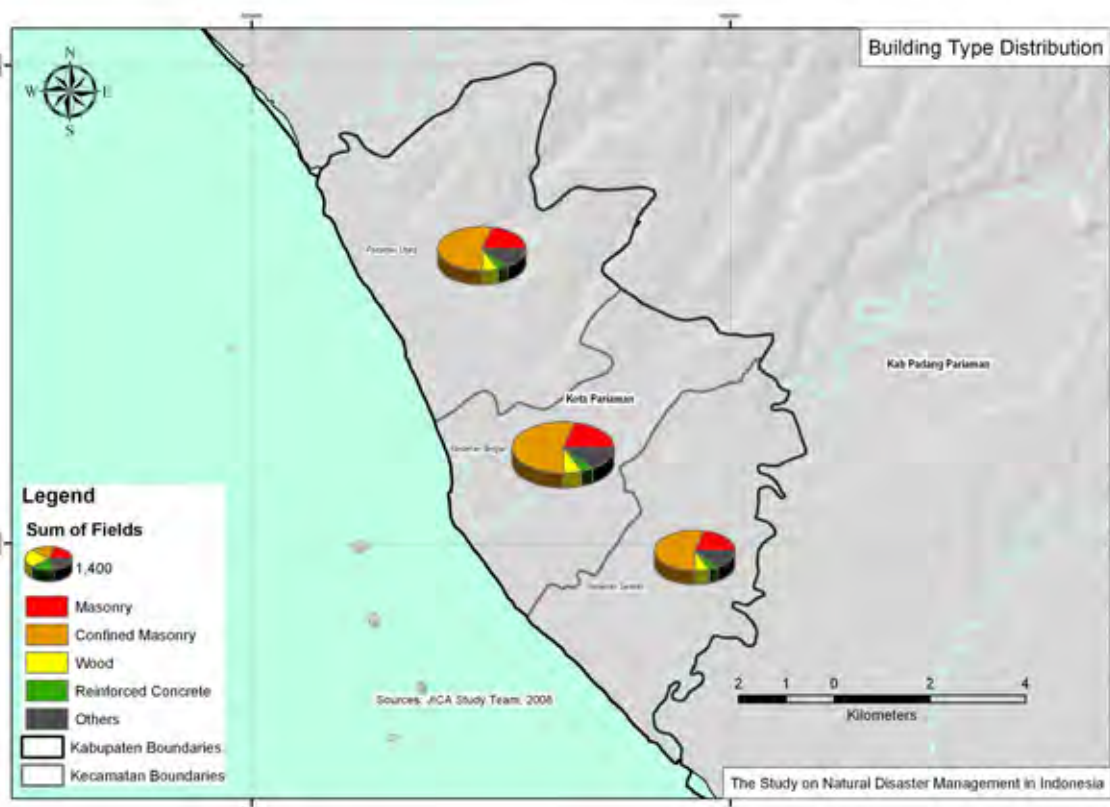 Building Type Distribution
N
W E
S
Kab Padang Pariaman
Kota Pariaman
Legend
Sum of Fields
1,400
Masonry
Confined Masonry
Wood
Reinforced Concrete
Others
Kabupaten Boundaries
Kecamatan Boundaries
Sources: JICA Study Team, 2008
2 1 0 2 4
Kilometers
The Study on Natural Disaster Management in Indonesia